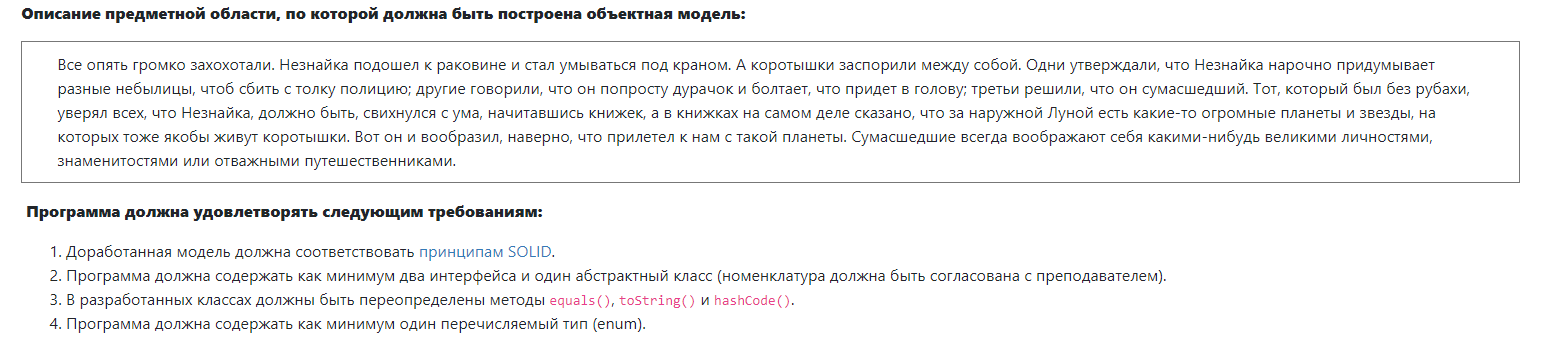 Описание предметной области, по которой должна быть построена объектная модель:
Все опять громко захохотали. Незнайка подошел к раковине и стал умываться под краном. А коротышки заспорили между собой. Одни утверждали, что Незнайка нарочно придумывает
разные небылицы, чтоб сбить с толку полицию; другие говорили, что он попросту дурачок и болтает, что придет в голову; третьи решили, что он сумасшедший. Тот, который был без рубахи,
уверял всех, что Незнайка, должно быть, свихнулся с ума, начитавшись книжек, а в книжках на самом деле сказано, что за наружной Луной есть какие-то огромные планеты и звезды, на
которых тоже якобы живут коротышки. Вот он и вообразил, наверно, что прилетел к нам с такой планеты. Сумасшедшие всегда воображают себя какими-нибудь великими личностями,
знаменитостями или отважными путешественниками.
Программа должна удовлетворять следующим требованиям:
1. Доработанная модель должна соответствовать принципам SOLID.
2. Программа должна содержать как минимум два интерфейса и один абстрактный класс (номенклатура должна быть согласована с преподавателем).
3. В разработанных классах должны быть переопределены методы equals(), toString() и hashCode().
4. Программа должна содержать как минимум один перечисляемый тип (enum).